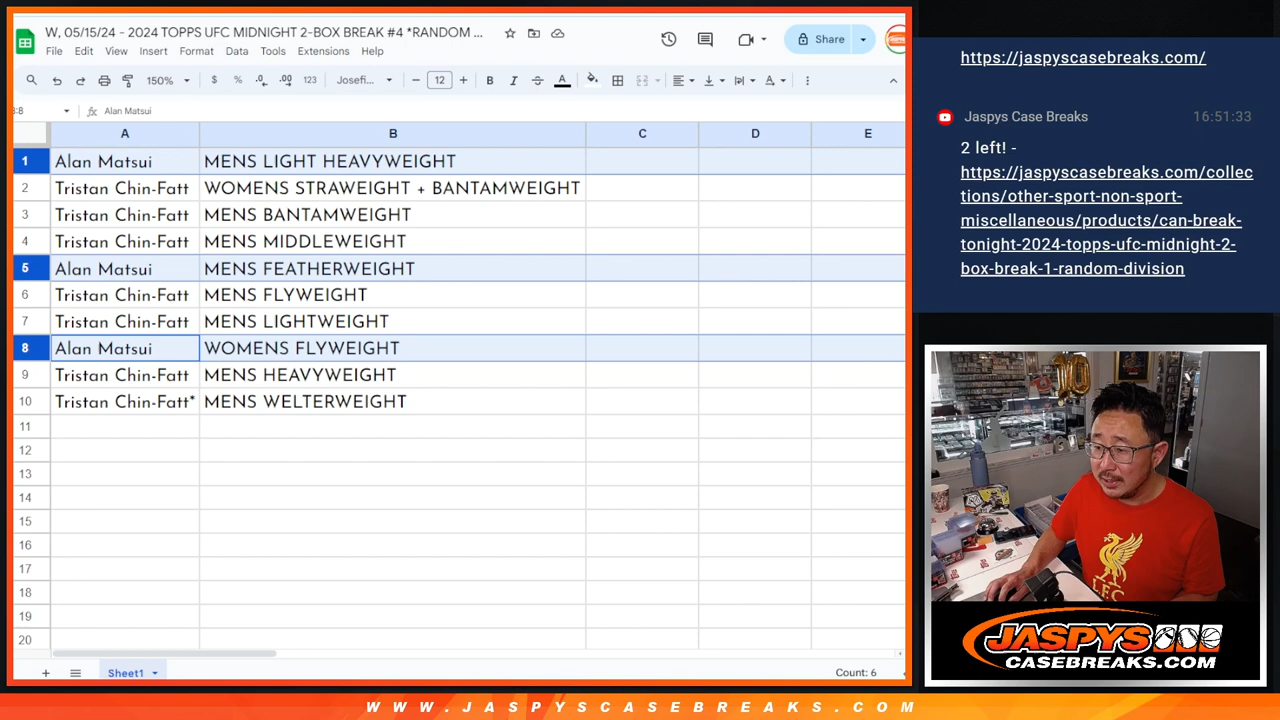 W, 05/15/24 - 2024 TOPPS UFC MIDNIGHT 2-BOX BREAK #4 *RANDOM ...
File Edit View Insert Format Data Tools Extensions Help
Share
150% $ % .0 .00 123 Josefi... − 12 + B I S A
:8 fx Alan Matsui
A B C D E
1 Alan Matsui MENS LIGHT HEAVYWEIGHT
2 Tristan Chin-Fatt WOMENS STRAWEIGHT + BANTAMWEIGHT
3 Tristan Chin-Fatt MENS BANTAMWEIGHT
4 Tristan Chin-Fatt MENS MIDDLEWEIGHT
5 Alan Matsui MENS FEATHERWEIGHT
6 Tristan Chin-Fatt MENS FLYWEIGHT
7 Tristan Chin-Fatt MENS LIGHTWEIGHT
8 Alan Matsui WOMENS FLYWEIGHT
9 Tristan Chin-Fatt MENS HEAVYWEIGHT
10 Tristan Chin-Fatt* MENS WELTERWEIGHT
11
12
13
14
15
16
17
18
19
20
Sheet1
Count: 6
https://jaspyscasebreaks.com/
Jaspys Case Breaks 16:51:33
2 left! -
https://jaspyscasebreaks.com/collec
tions/other-sport-non-sport-
miscellaneous/products/can-break-
tonight-2024-topps-ufc-midnight-2-
box-break-1-random-division
10
L.F.C.
JASPYS
CASEBREAKS.COM
WWW.JASPYSCASEBREAKS.COM